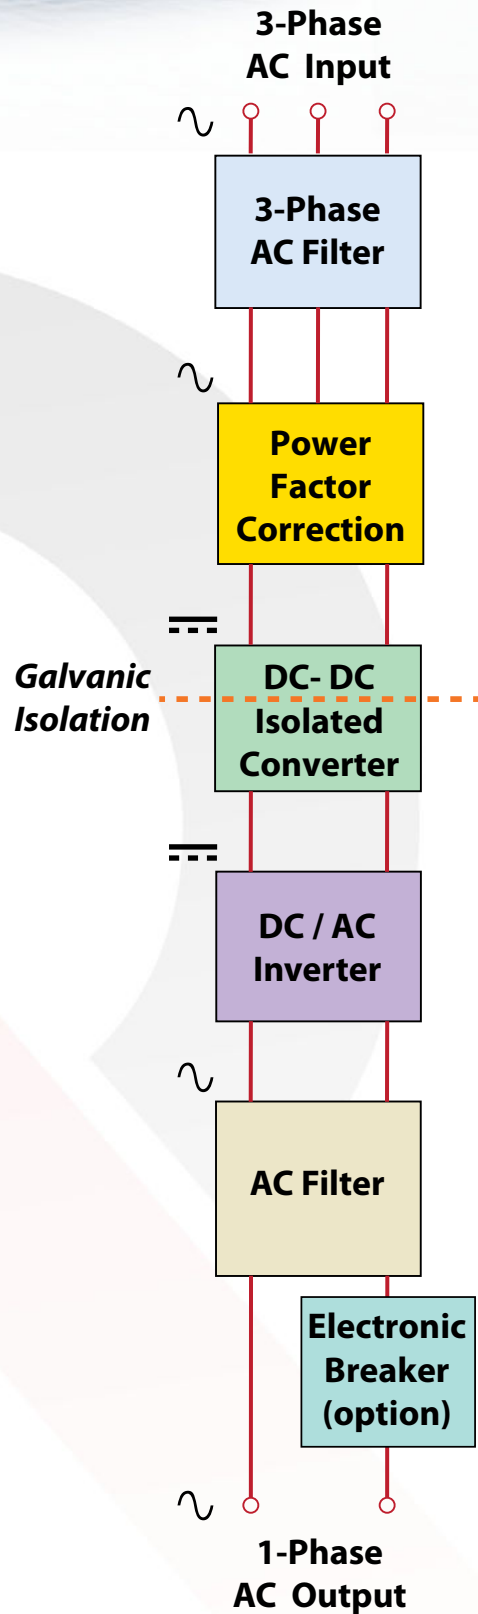 3-Phase
AC Input
3-Phase
AC Filter
Power
Factor
Correction
Galvanic
Isolation
DC- DC
Isolated
Converter
DC / AC
Inverter
AC Filter
Electronic
Breaker
(option)
1-Phase
AC Output